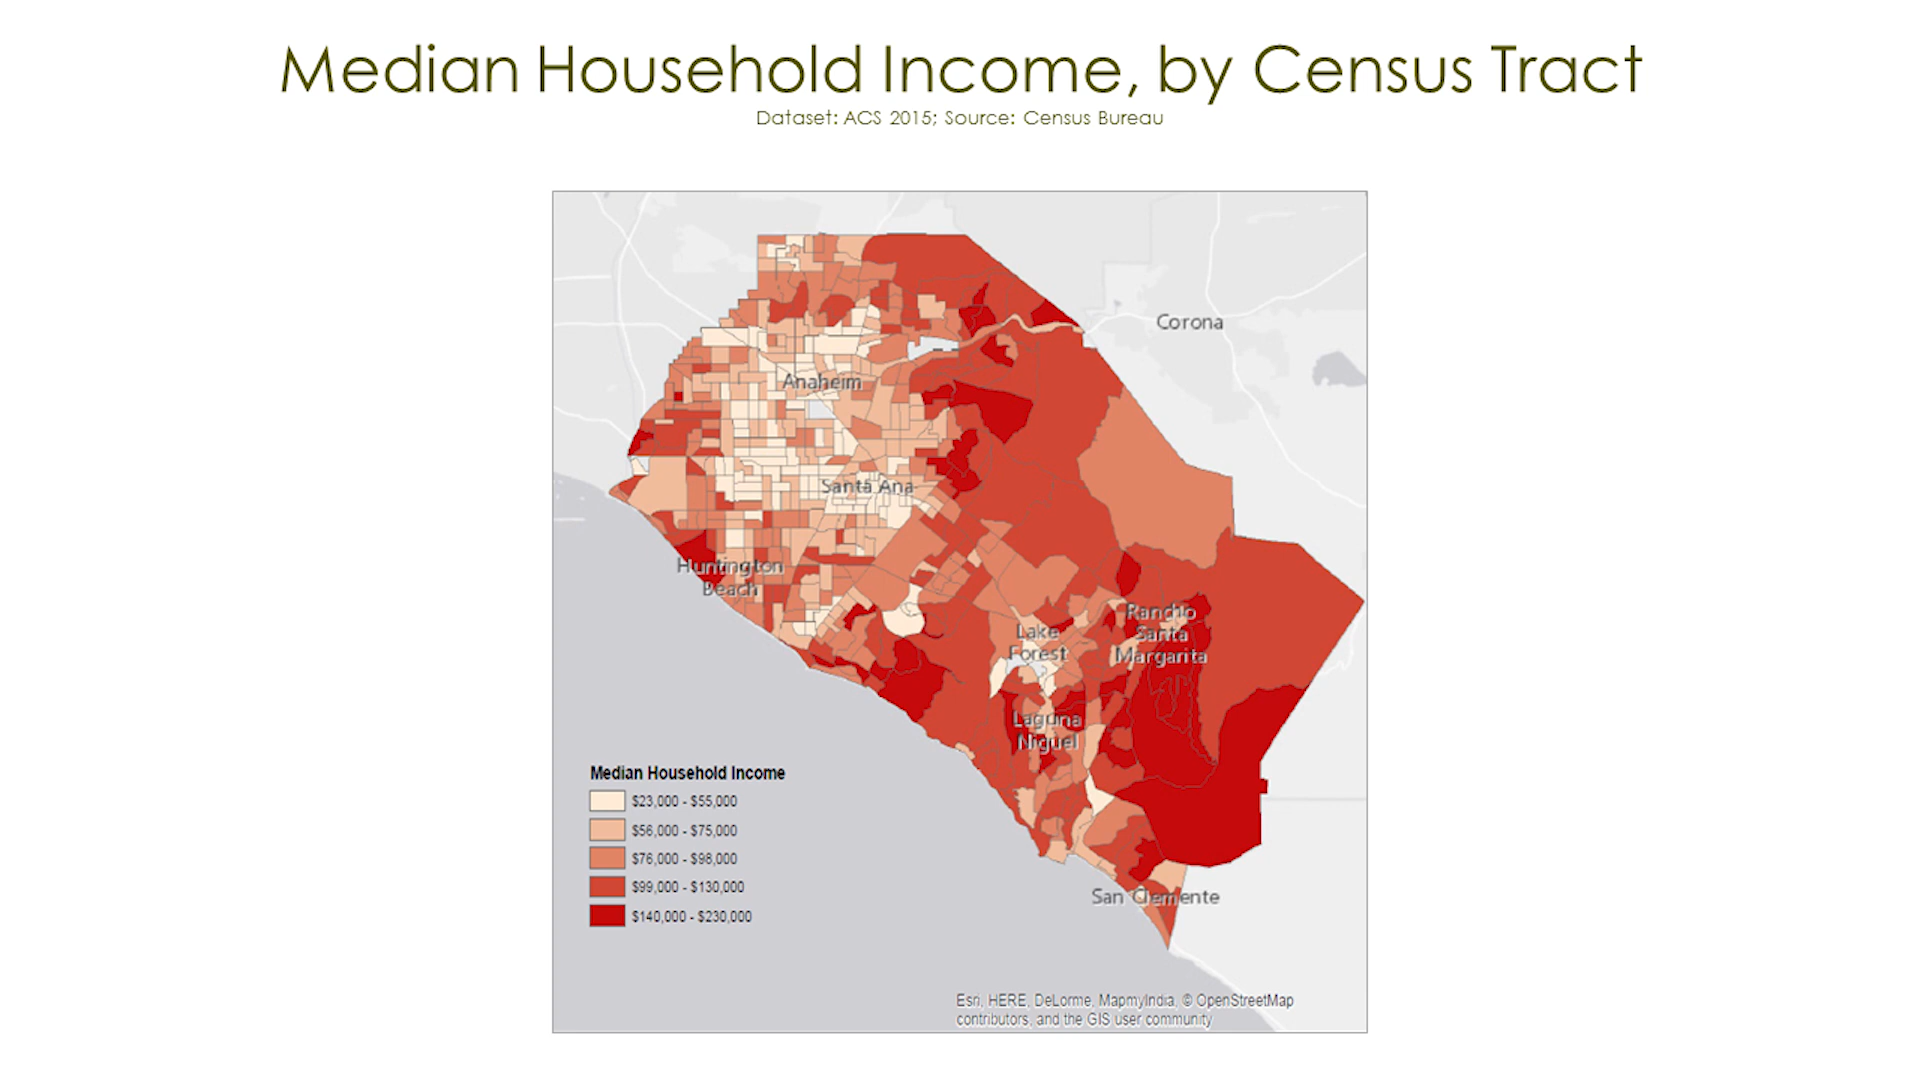 Median Household Income, by Census Tract
Dataset: ACS 2015; Source: Census Bureau
Corona
Anaheim
Santa Ana
Huntington
Beach
Rancho
Santa
Margarita
Lake
Forest
Laguna
Niguel
San Clemente
Median Household Income
$23,000 - $55,000
$56,000 - $75,000
$76,000 - $98,000
$99,000 - $130,000
$140,000 - $230,000
Esri, HERE, DeLorme, MapmyIndia, © OpenStreetMap
contributors, and the GIS user community